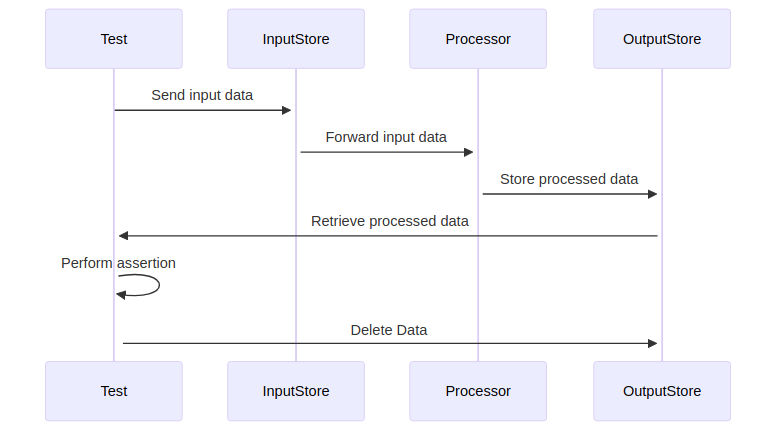 Test
InputStore
Processor
OutputStore
Send input data
Forward input data
Store processed data
Retrieve processed data
Perform assertion
Delete Data
Test
InputStore
Processor
OutputStore